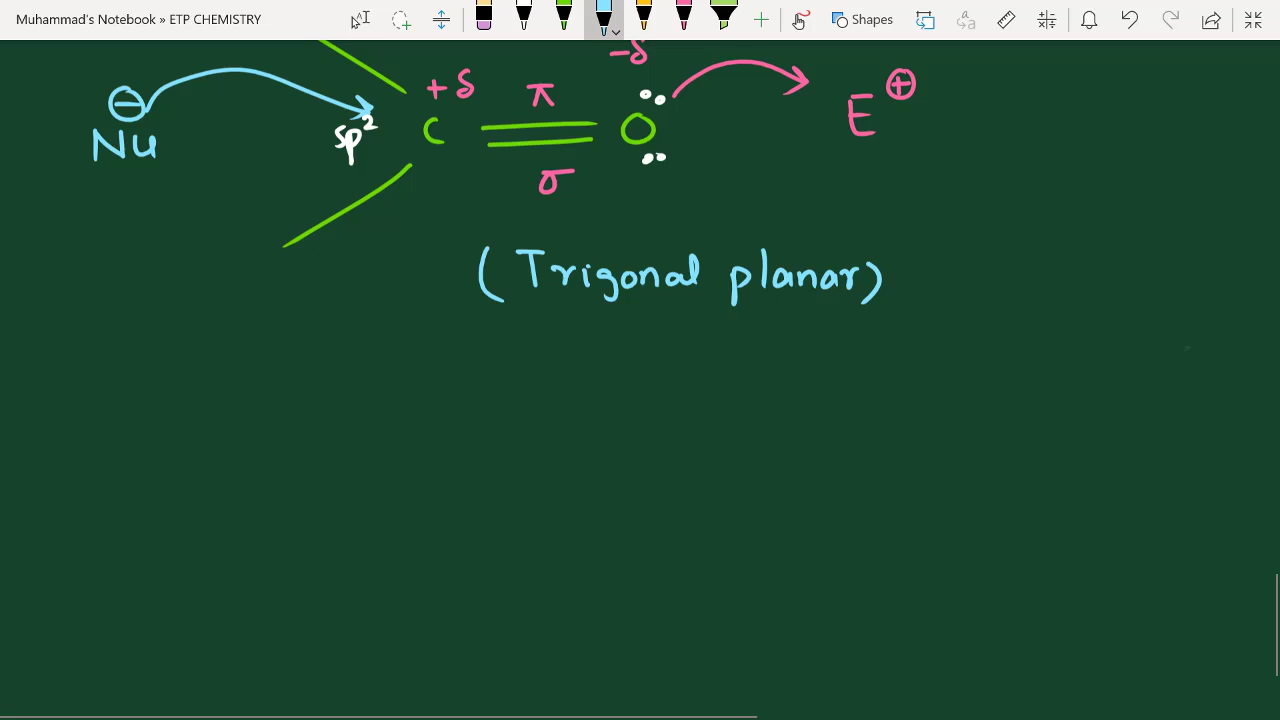 Muhammad's Notebook » ETP CHEMISTRY
Shapes
−δ
+δ π
⊖ ⊕
Nu sp² C O E
σ
(Trigonal planar)